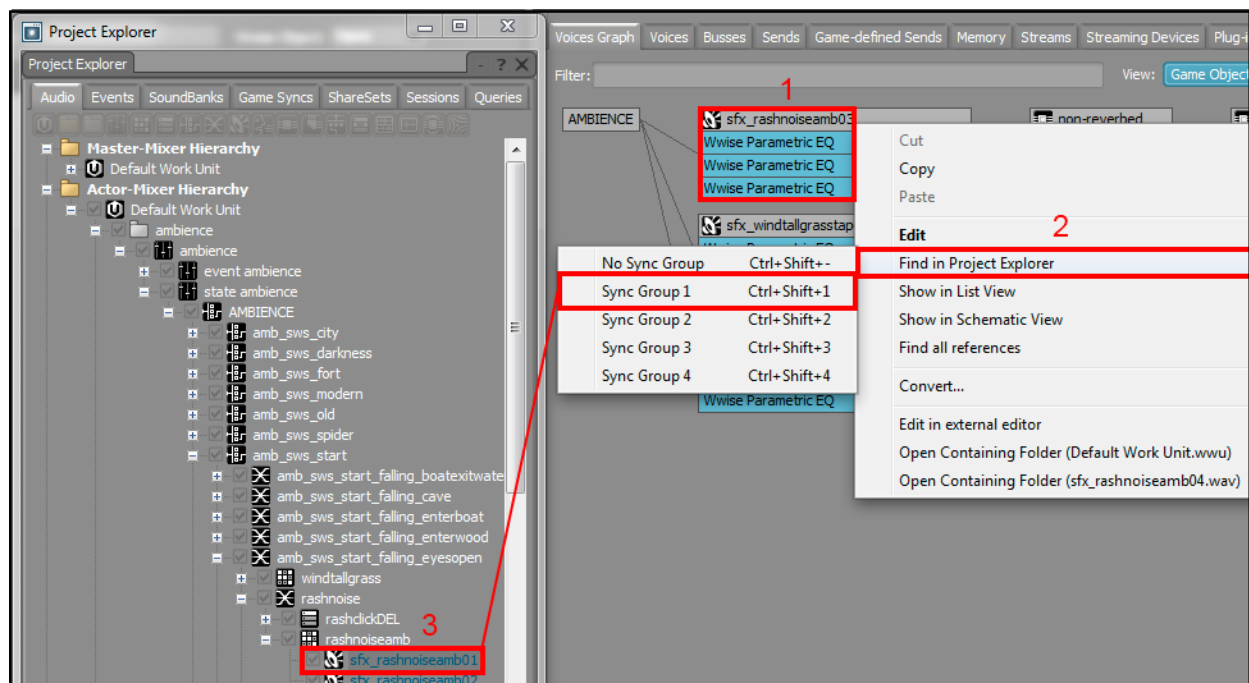 Project Explorer
Project Explorer
- ? X
Audio Events SoundBanks Game Syncs ShareSets Sessions Queries
Master-Mixer Hierarchy
Default Work Unit
Actor-Mixer Hierarchy
Default Work Unit
ambience
ambience
event ambience
state ambience
AMBIENCE
amb_sws_city
amb_sws_darkness
amb_sws_fort
amb_sws_modern
amb_sws_old
amb_sws_spider
amb_sws_start
amb_sws_start_falling_boatexitwate
amb_sws_start_falling_cave
amb_sws_start_falling_enterboat
amb_sws_start_falling_enterwood
amb_sws_start_falling_eyesopen
windtallgrass
rashnoise
rashclickDEL
rashnoiseamb
3
sfx_rashnoiseamb01
sfx_rashnoiseamb02
Voices Graph Voices Busses Sends Game-defined Sends Memory Streams Streaming Devices Plug-i
Filter:
View: Game Object
1
AMBIENCE
sfx_rashnoiseamb03
Wwise Parametric EQ
Wwise Parametric EQ
Wwise Parametric EQ
non-reverbed
sfx_windtallgrasstap
Wwise Parametric EQ
Cut
Copy
Paste
2
Edit
Find in Project Explorer
Show in List View
Show in Schematic View
Find all references
Convert...
Edit in external editor
Open Containing Folder (Default Work Unit.wwu)
Open Containing Folder (sfx_rashnoiseamb04.wav)
No Sync Group Ctrl+Shift+-
Sync Group 1 Ctrl+Shift+1
Sync Group 2 Ctrl+Shift+2
Sync Group 3 Ctrl+Shift+3
Sync Group 4 Ctrl+Shift+4